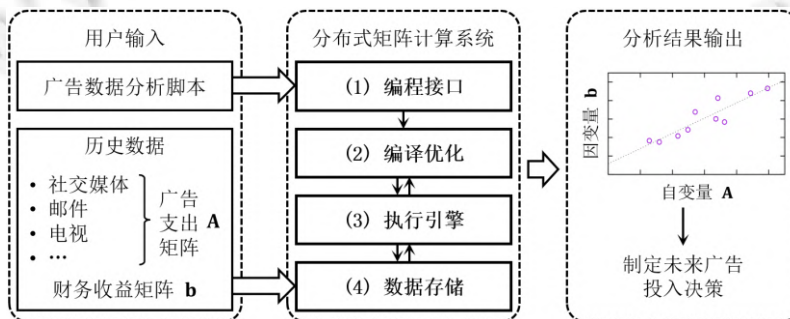 用户输入
广告数据分析脚本
历史数据
• 社交媒体
• 邮件
• 电视
• …
广告
支出 A
矩阵
财务收益矩阵 b
分布式矩阵计算系统
(1) 编程接口
(2) 编译优化
(3) 执行引擎
(4) 数据存储
分析结果输出
因变量 b
自变量 A
制定未来广告
投入决策